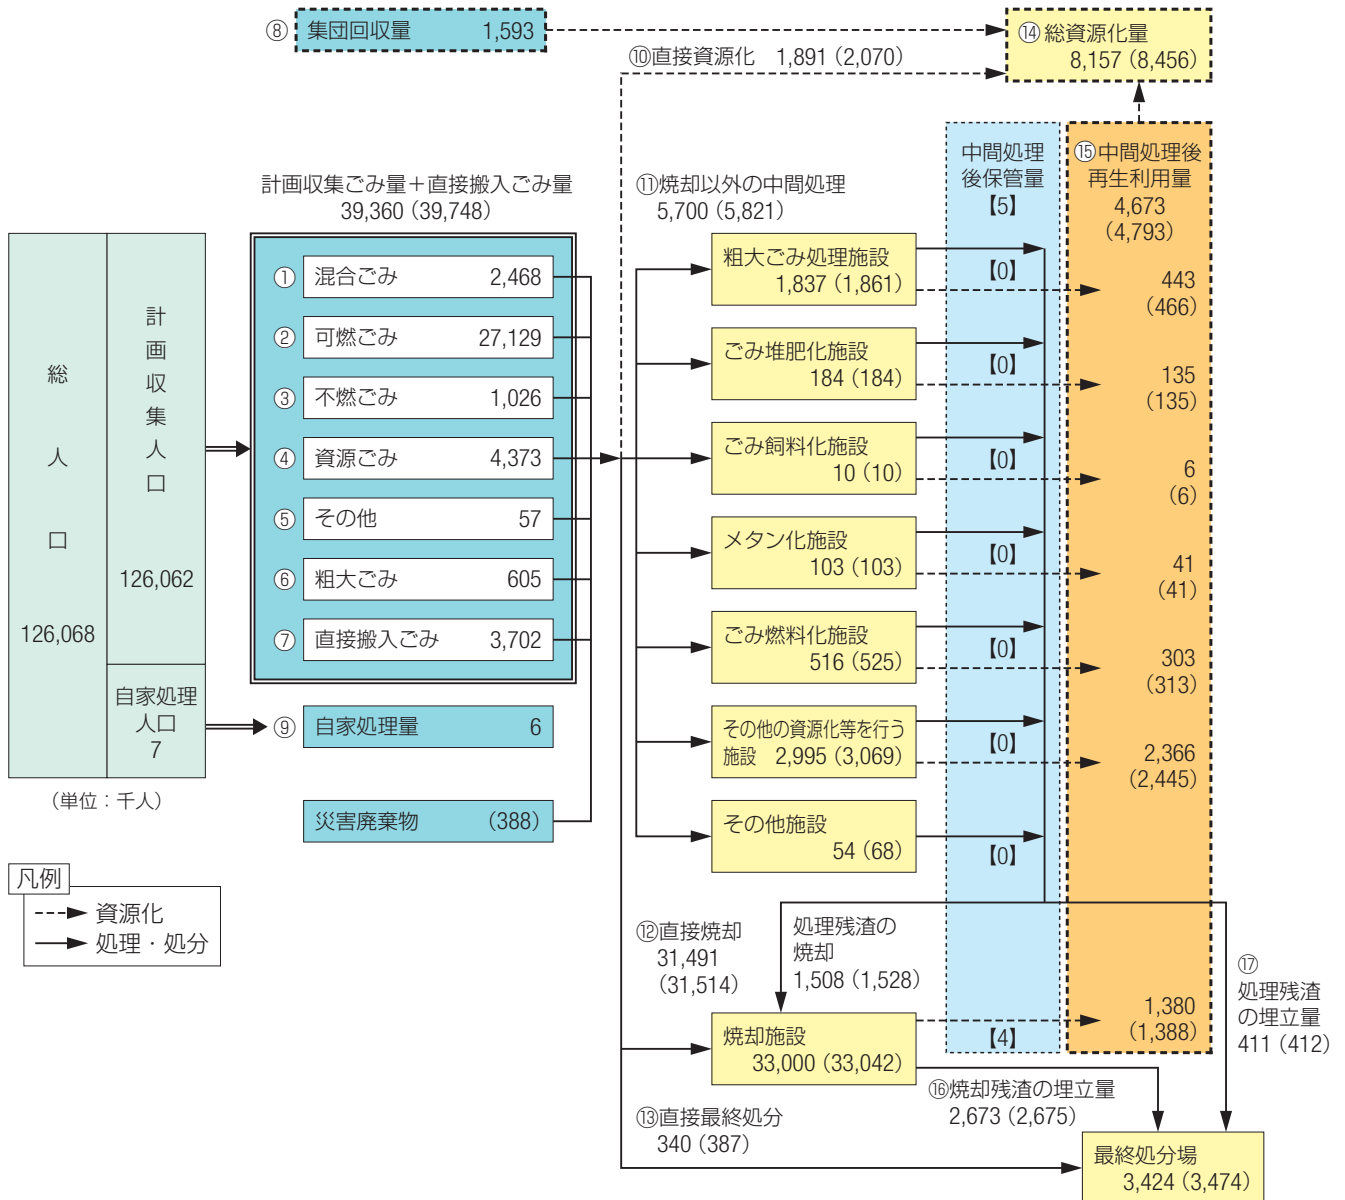 ⑧ 集団回収量 1,593
⑭ 総資源化量
8,157 (8,456)
⑩直接資源化 1,891 (2,070)
計画収集ごみ量＋直接搬入ごみ量
39,360 (39,748)
⑪焼却以外の中間処理
5,700 (5,821)
中間処理
後保管量
【5】
⑮中間処理後
再生利用量
4,673
(4,793)
総人口
126,068
計画収集人口
126,062
自家処理
人口
7
（単位：千人）
① 混合ごみ 2,468
② 可燃ごみ 27,129
③ 不燃ごみ 1,026
④ 資源ごみ 4,373
⑤ その他 57
⑥ 粗大ごみ 605
⑦ 直接搬入ごみ 3,702
⑨ 自家処理量 6
災害廃棄物 (388)
粗大ごみ処理施設
1,837 (1,861)
【0】
443
(466)
ごみ堆肥化施設
184 (184)
【0】
135
(135)
ごみ飼料化施設
10 (10)
【0】
6
(6)
メタン化施設
103 (103)
【0】
41
(41)
ごみ燃料化施設
516 (525)
【0】
303
(313)
その他の資源化等を行う
施設 2,995 (3,069)
【0】
2,366
(2,445)
その他施設
54 (68)
【0】
凡例
資源化
処理・処分
⑫直接焼却
31,491
(31,514)
処理残渣の
焼却
1,508 (1,528)
⑰
処理残渣
の埋立量
411 (412)
焼却施設
33,000 (33,042)
【4】
1,380
(1,388)
⑯焼却残渣の埋立量
2,673 (2,675)
⑬直接最終処分
340 (387)
最終処分場
3,424 (3,474)